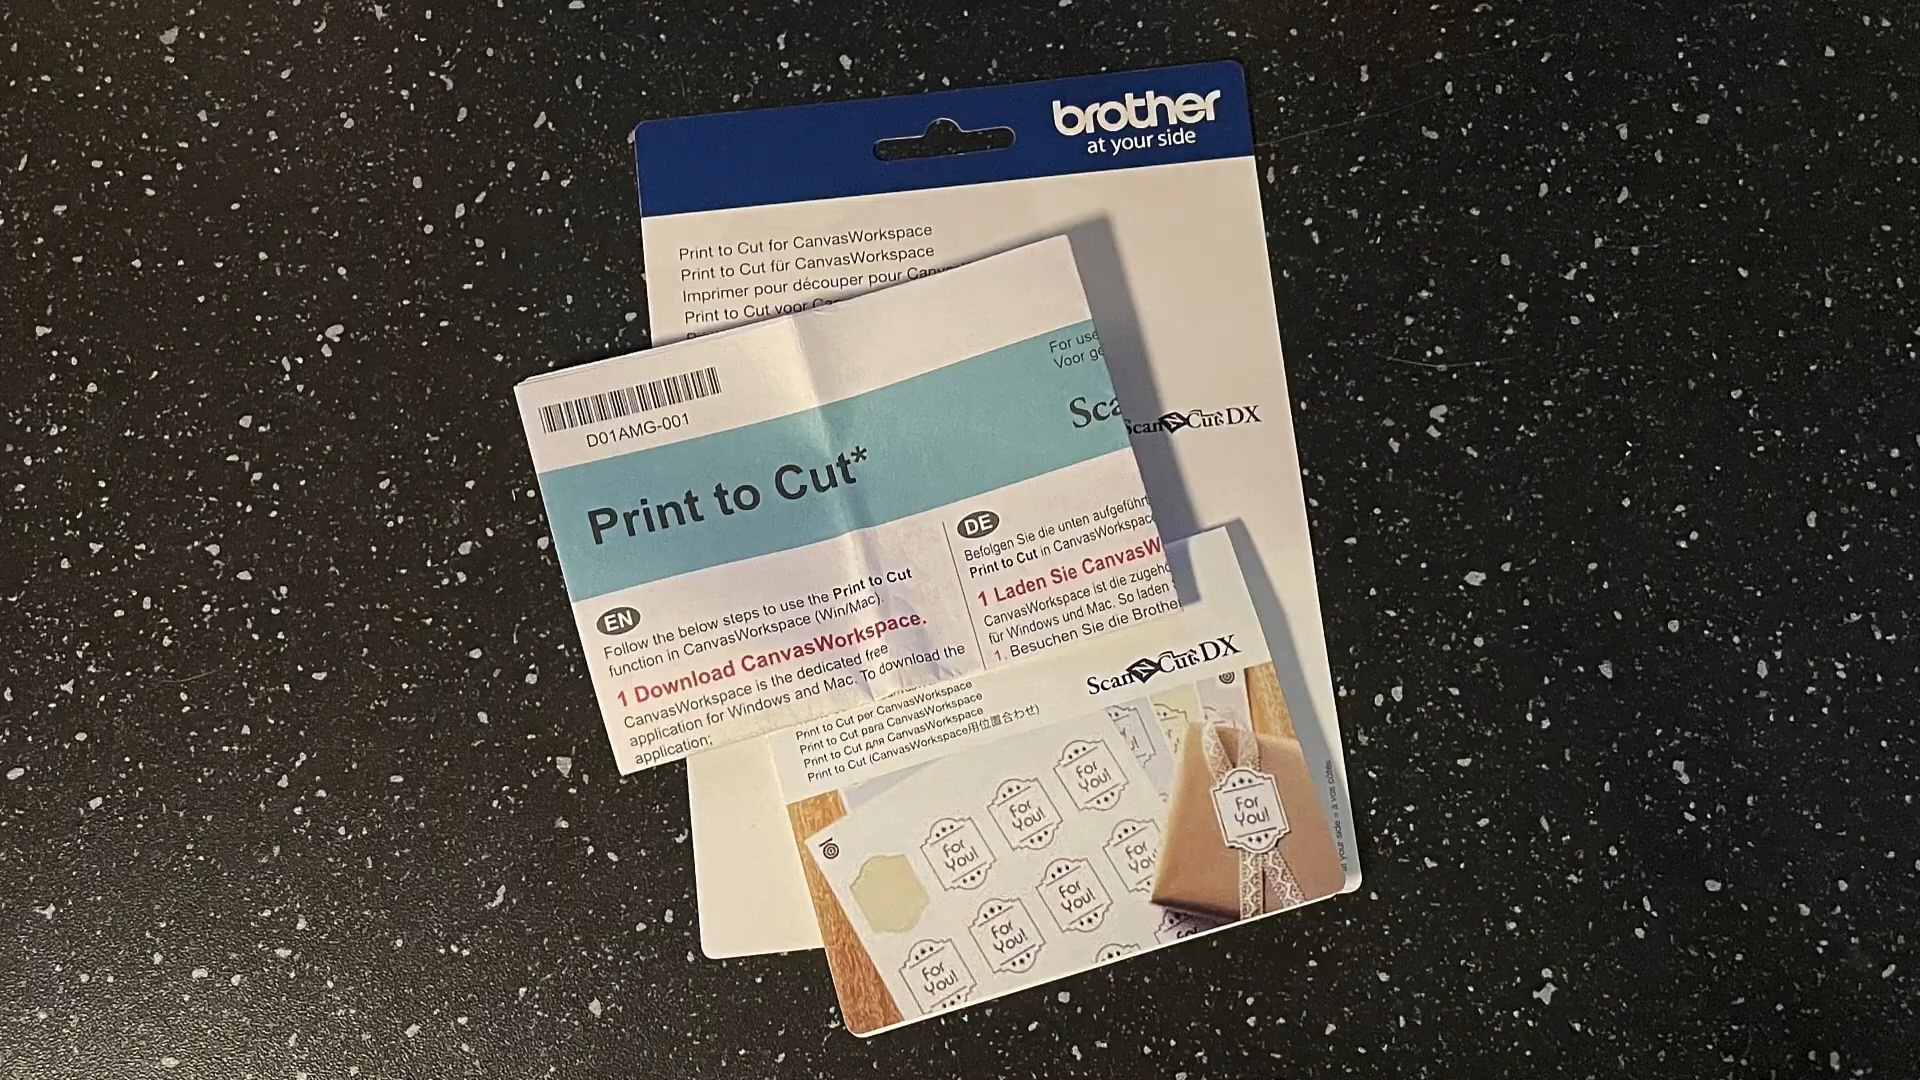 brother
at your side
Print to Cut for CanvasWorkspace
Print to Cut für CanvasWorkspace
Imprimer pour découper pour
Print to Cut voor
D01AMG-001
For use
Voor
Print to Cut*
ScanNCut DX
EN
Follow the below steps to use the Print to Cut
function in CanvasWorkspace (Win/Mac).
1 Download CanvasWorkspace.
CanvasWorkspace is the dedicated free
application for Windows and Mac. To download the
application;
DE
Befolgen Sie die unten
Print to Cut in
1 Laden Sie
CanvasWorkspace ist die
für Windows und Mac. So laden
1. Besuchen Sie die Brother
ScanNCut DX
Print to Cut per CanvasWorkspace
Print to Cut para CanvasWorkspace
Print to Cut для CanvasWorkspace
Print to Cut (CanvasWorkspace用位置合わせ)
For
You!
For
You!
For
You!
For
You!
For
You!
For
You!
For
You!
For
You!
at your side = à vos côtés